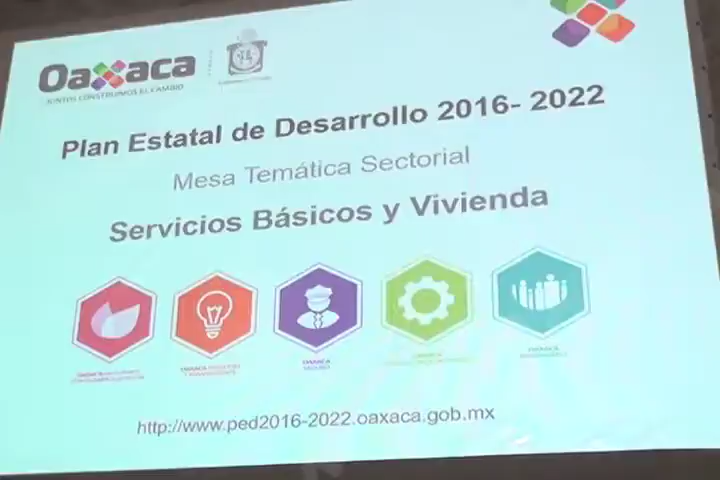 Oaxaca
JUNTOS CONSTRUIMOS EL CAMBIO
Plan Estatal de Desarrollo 2016- 2022
Mesa Temática Sectorial
Servicios Básicos y Vivienda
OAXACA
SEGURO
OAXACA
http://www.ped2016-2022.oaxaca.gob.mx